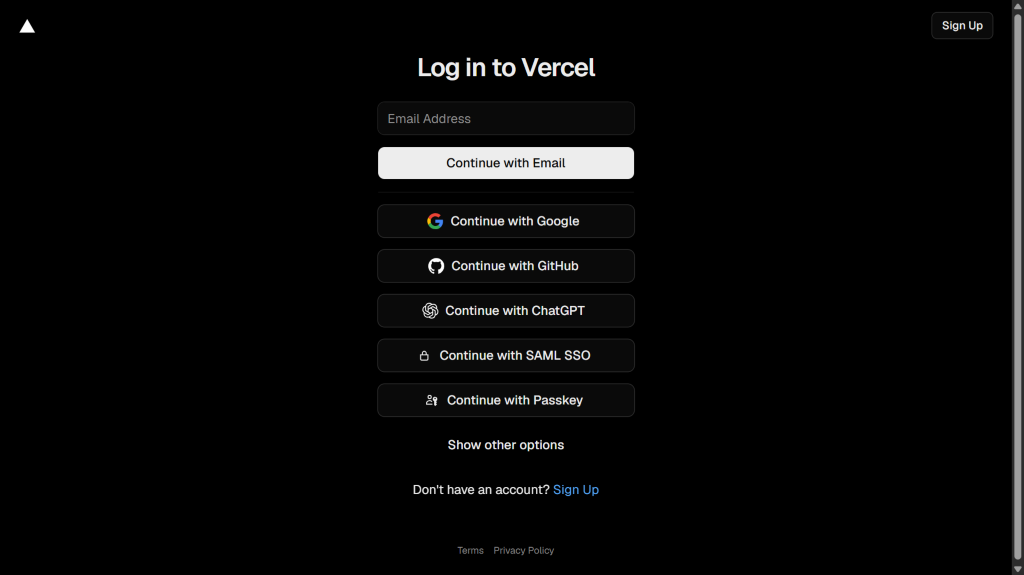 Sign Up
Log in to Vercel
Email Address
Continue with Email
Continue with Google
Continue with GitHub
Continue with ChatGPT
Continue with SAML SSO
Continue with Passkey
Show other options
Don't have an account? Sign Up
Terms Privacy Policy